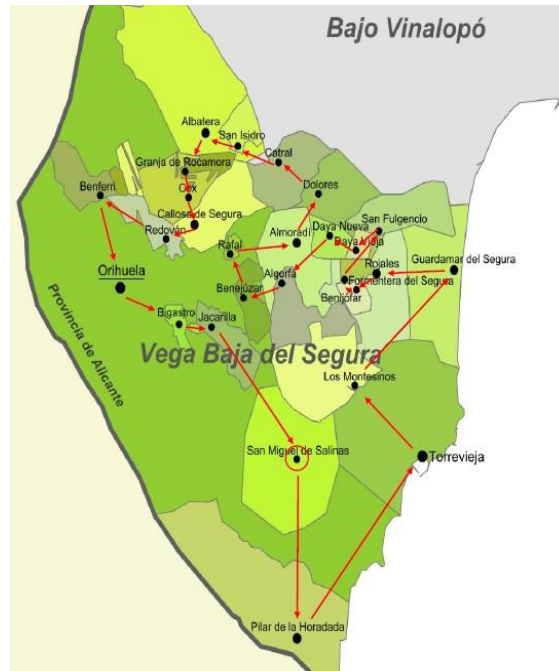 Bajo Vinalopó
Albatera
San Isidro
Catral
Granja de Rocamora
Benferri
Cox
Dolores
Callosa de Segura
Redován
Rafal
Almoradí
Daya Nueva
San Fulgencio
Daya Vieja
Orihuela
Algorfa
Rojales
Guardamar del Segura
Formentera del Segura
Benejúzar
Benijófar
Bigastro
Jacarilla
Provincia de Alicante
Vega Baja del Segura
Los Montesinos
San Miguel de Salinas
Torrevieja
Pilar de la Horadada